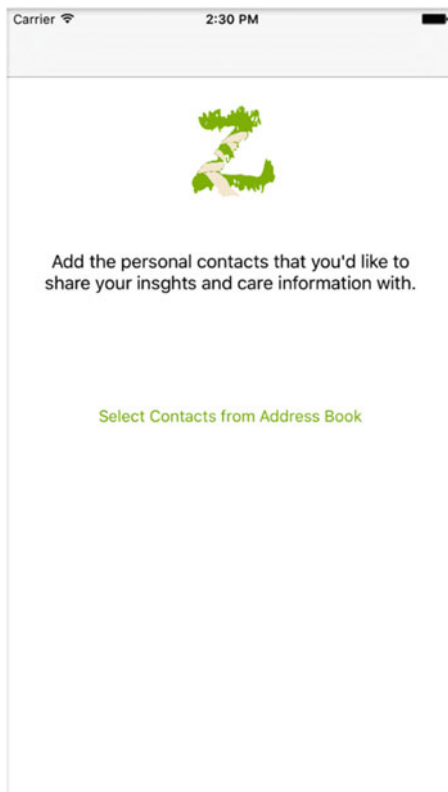 Carrier 2:30 PM
Z
Add the personal contacts that you'd like to
share your insghts and care information with.
Select Contacts from Address Book